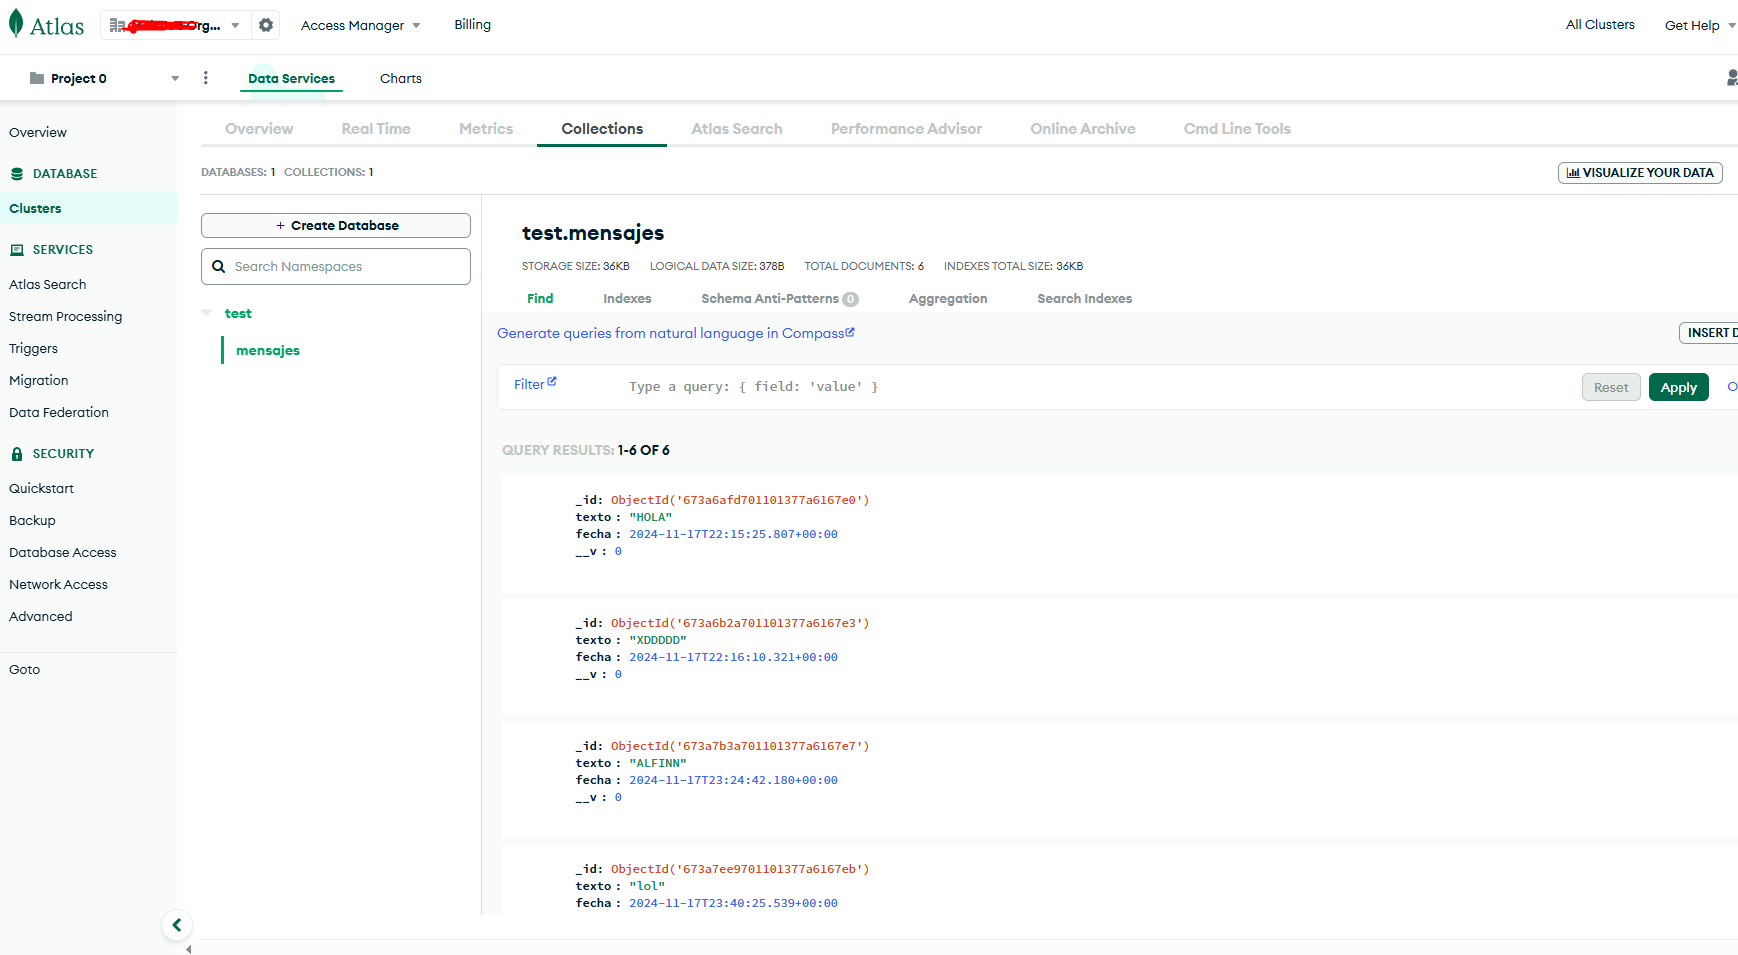 Atlas
rg...
Access Manager
Billing
All Clusters
Get Help
Project 0
Data Services
Charts
Overview
DATABASE
Clusters
SERVICES
Atlas Search
Stream Processing
Triggers
Migration
Data Federation
SECURITY
Quickstart
Backup
Database Access
Network Access
Advanced
Goto
Overview
Real Time
Metrics
Collections
Atlas Search
Performance Advisor
Online Archive
Cmd Line Tools
DATABASES: 1 COLLECTIONS: 1
VISUALIZE YOUR DATA
+ Create Database
Search Namespaces
test
mensajes
test.mensajes
STORAGE SIZE: 36KB LOGICAL DATA SIZE: 378B TOTAL DOCUMENTS: 6 INDEXES TOTAL SIZE: 36KB
Find
Indexes
Schema Anti-Patterns 0
Aggregation
Search Indexes
Generate queries from natural language in Compass
INSERT D
Filter
Type a query: { field: 'value' }
Reset
Apply
O
QUERY RESULTS: 1-6 OF 6
_id: ObjectId('673a6afd701101377a6167e0')
texto : "HOLA"
fecha : 2024-11-17T22:15:25.807+00:00
__v : 0
_id: ObjectId('673a6b2a701101377a6167e3')
texto : "XDDDDD"
fecha : 2024-11-17T22:16:10.321+00:00
__v : 0
_id: ObjectId('673a7b3a701101377a6167e7')
texto : "ALFINN"
fecha : 2024-11-17T23:24:42.180+00:00
__v : 0
_id: ObjectId('673a7ee9701101377a6167eb')
texto : "lol"
fecha : 2024-11-17T23:40:25.539+00:00